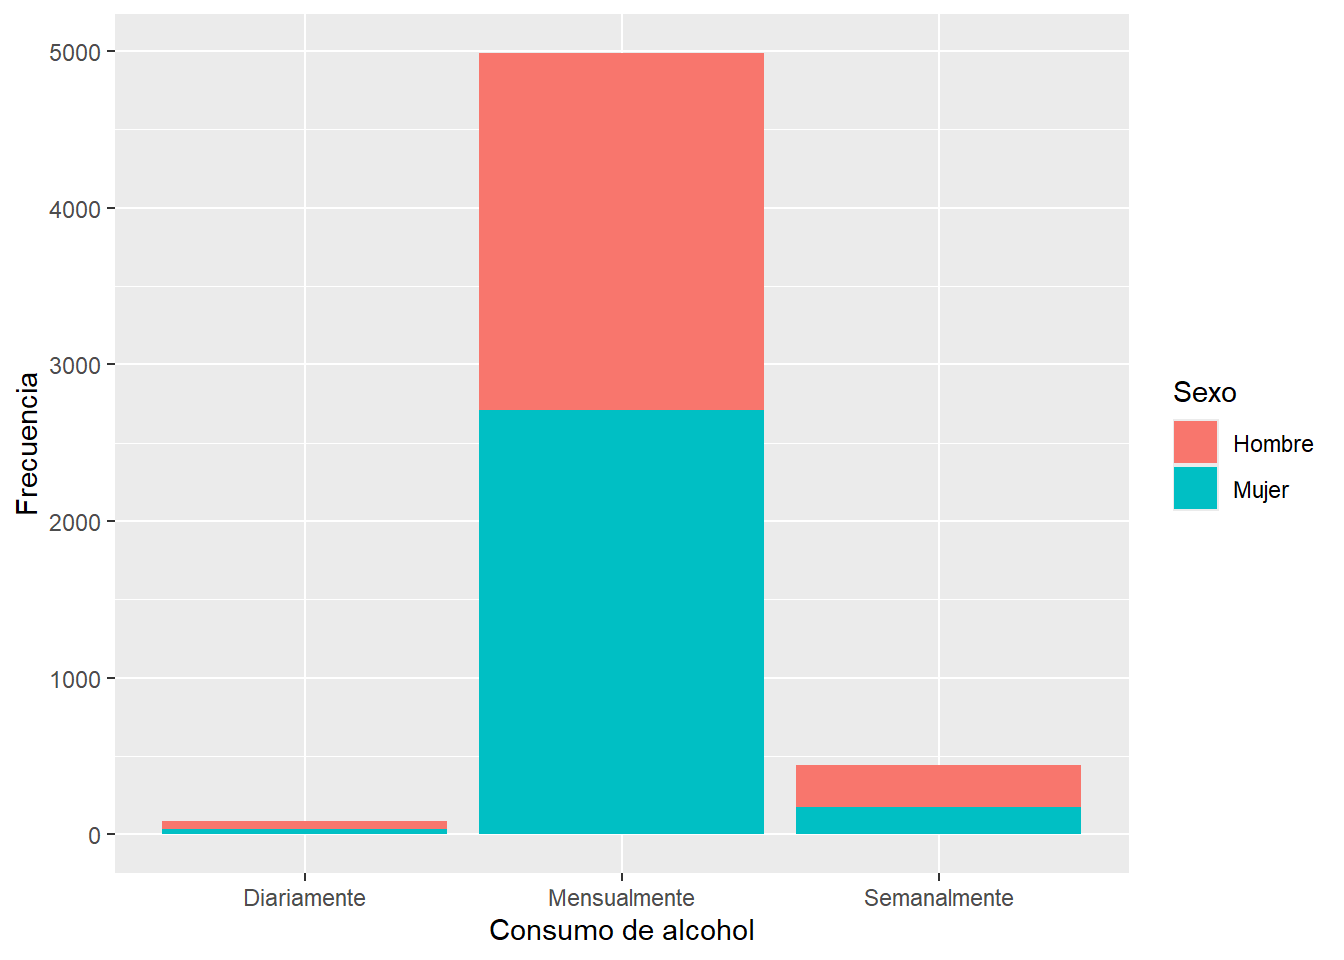 5000
4000
3000
2000
1000
0
Frecuencia
Diariamente
Mensualmente
Semanalmente
Consumo de alcohol
Sexo
Hombre
Mujer